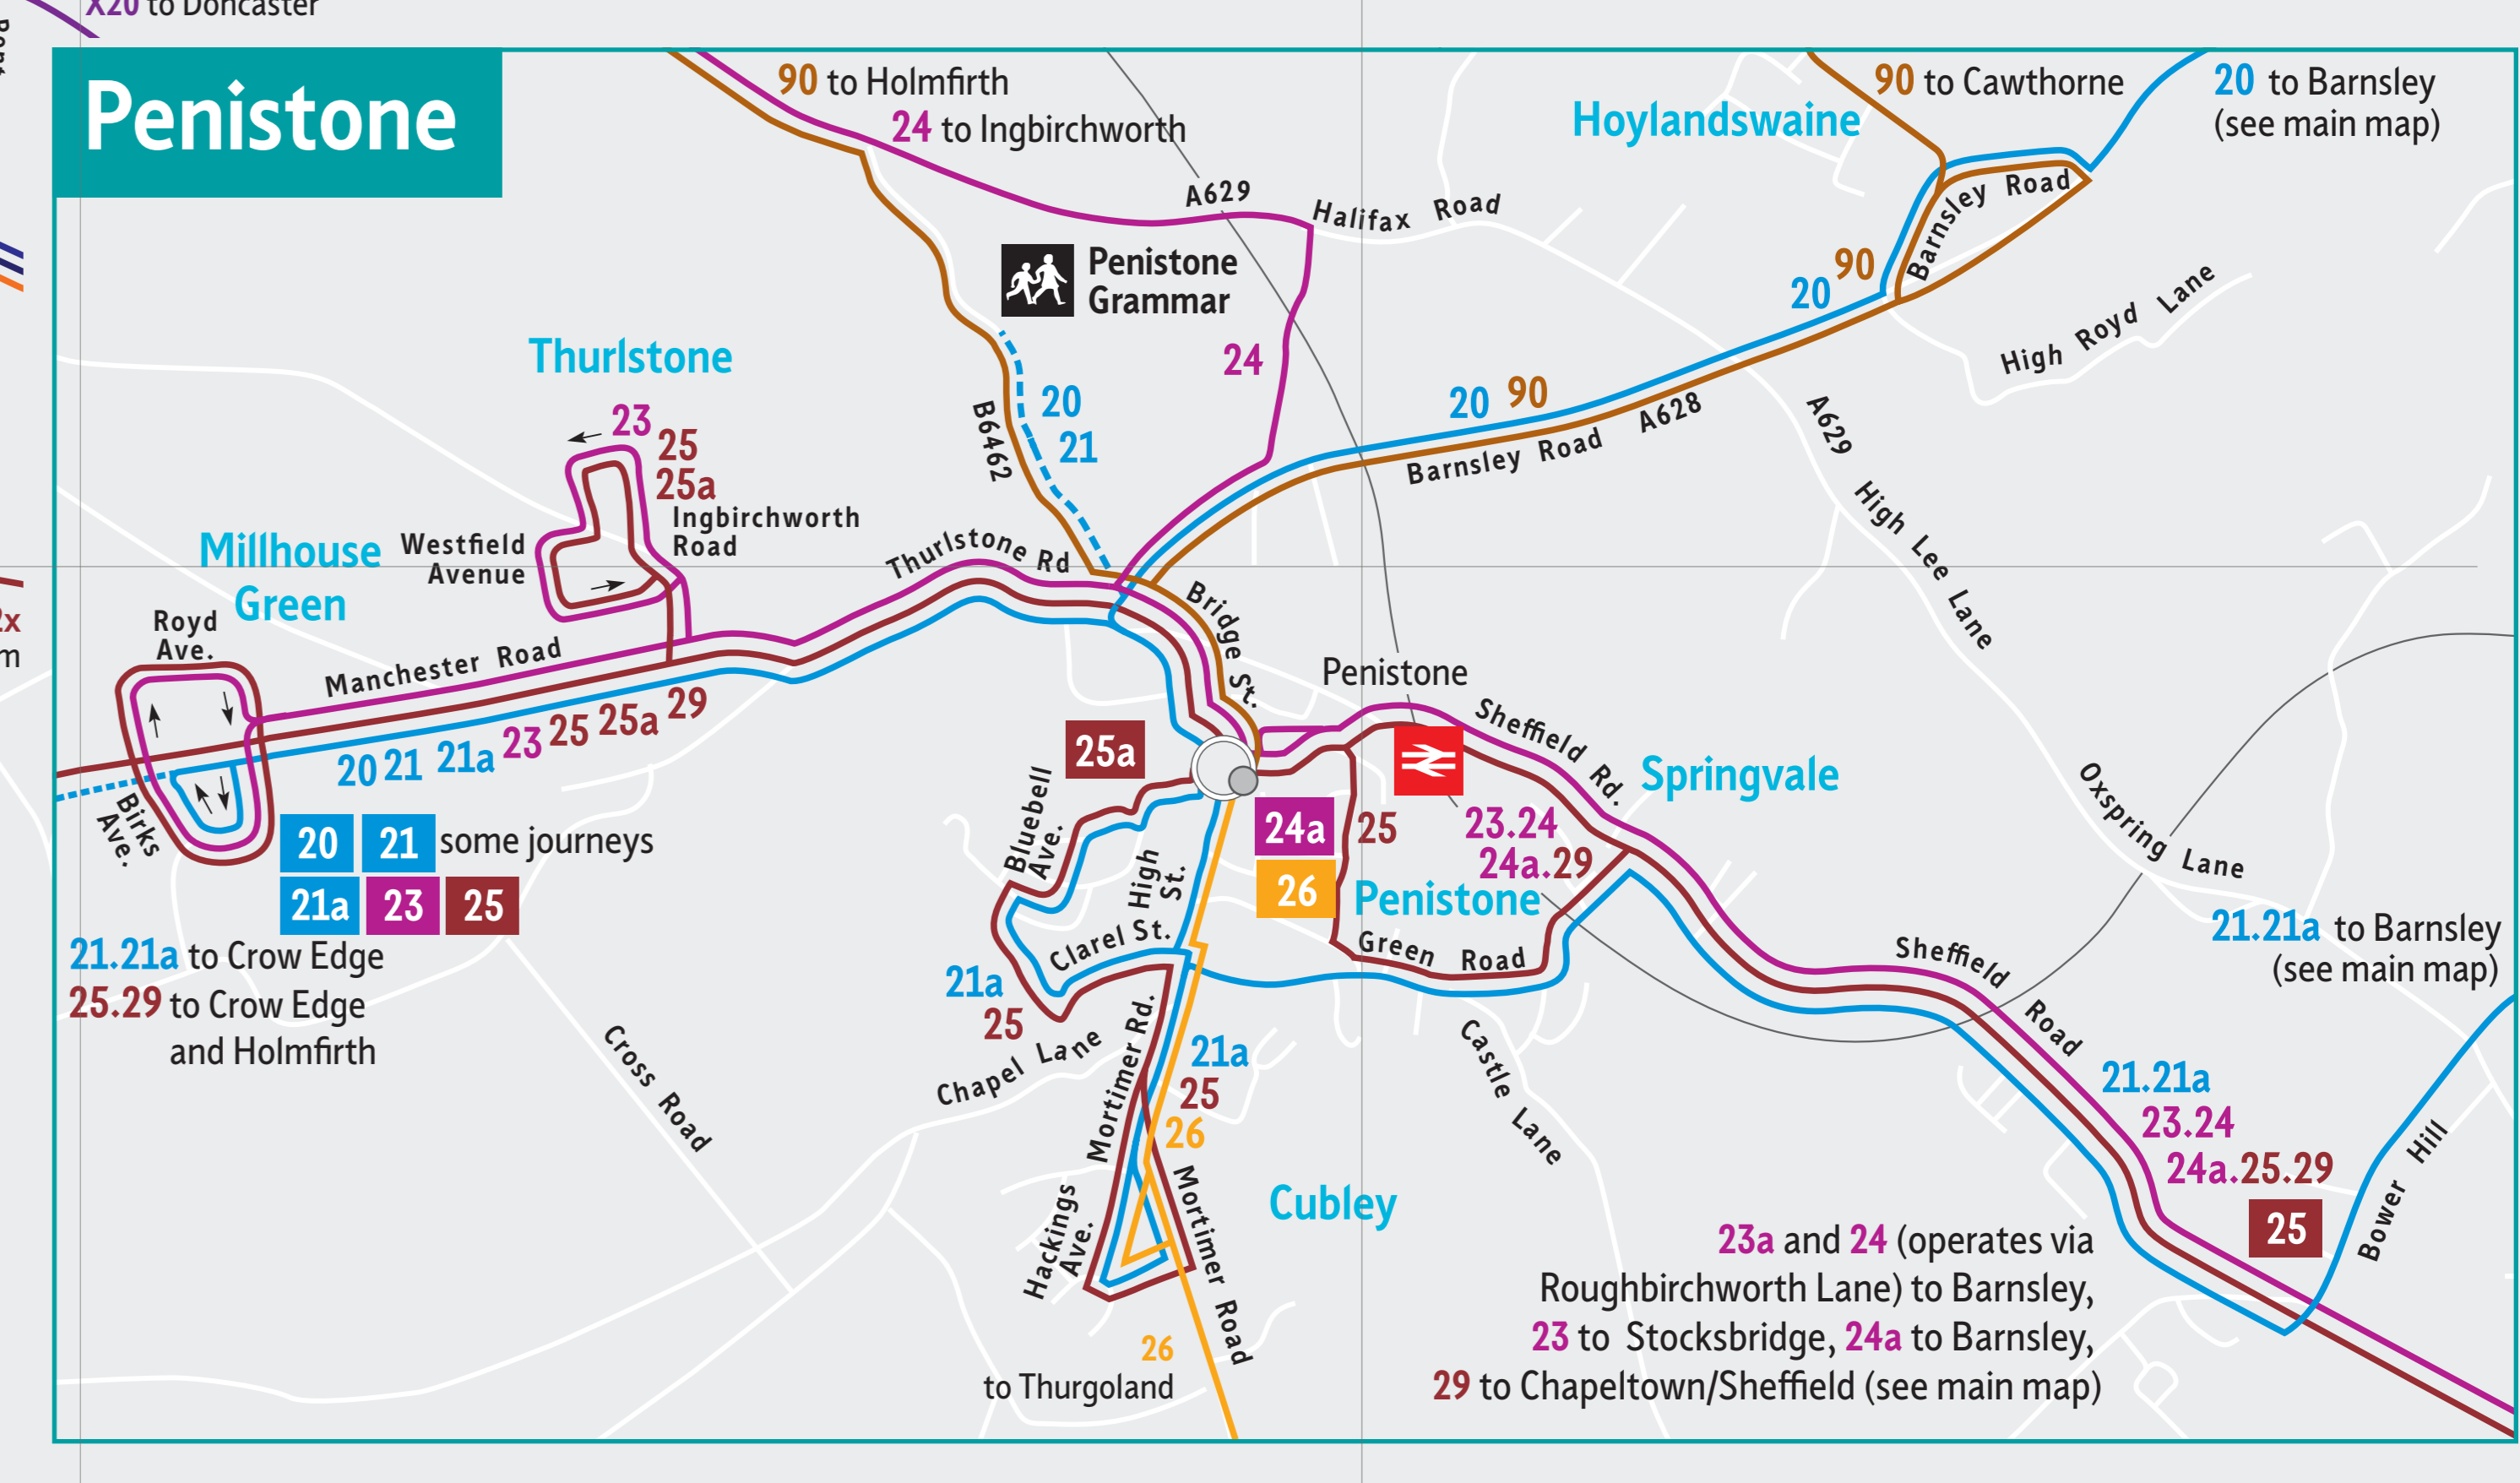 X20 to Doncaster
Penistone
90 to Holmfirth
24 to Ingbirchworth
90 to Cawthorne
20 to Barnsley
(see main map)
Hoylandswaine
A629
Halifax Road
Barnsley Road
Penistone
Grammar
90
20
High Royd Lane
24
Thurlstone
23
25
25a
20
21
B6462
20 90
A628
Barnsley Road
A629
Ingbirchworth
Road
Westfield
Avenue
Millhouse
Green
Thurlstone Rd
High Lee Lane
Royd
Ave.
Manchester Road
Bridge St.
Penistone
2x
m
20 21 21a 23 25 25a 29
25a
Sheffield Rd.
Springvale
Oxspring Lane
Birks
Ave.
20 21 some journeys
21a 23 25
Bluebell
Ave.
High
St.
24a
26
25
23.24
24a.29
Penistone
Clarel St.
Green Road
Sheffield Road
21.21a to Barnsley
(see main map)
21.21a to Crow Edge
25.29 to Crow Edge
and Holmfirth
21a
25
Cross Road
Chapel Lane
Mortimer Rd.
21a
25
26
Castle Lane
21.21a
23.24
24a.25.29
25
Bower Hill
Hackings
Ave.
Mortimer Road
Cubley
23a and 24 (operates via
Roughbirchworth Lane) to Barnsley,
23 to Stocksbridge, 24a to Barnsley,
29 to Chapeltown/Sheffield (see main map)
26
to Thurgoland